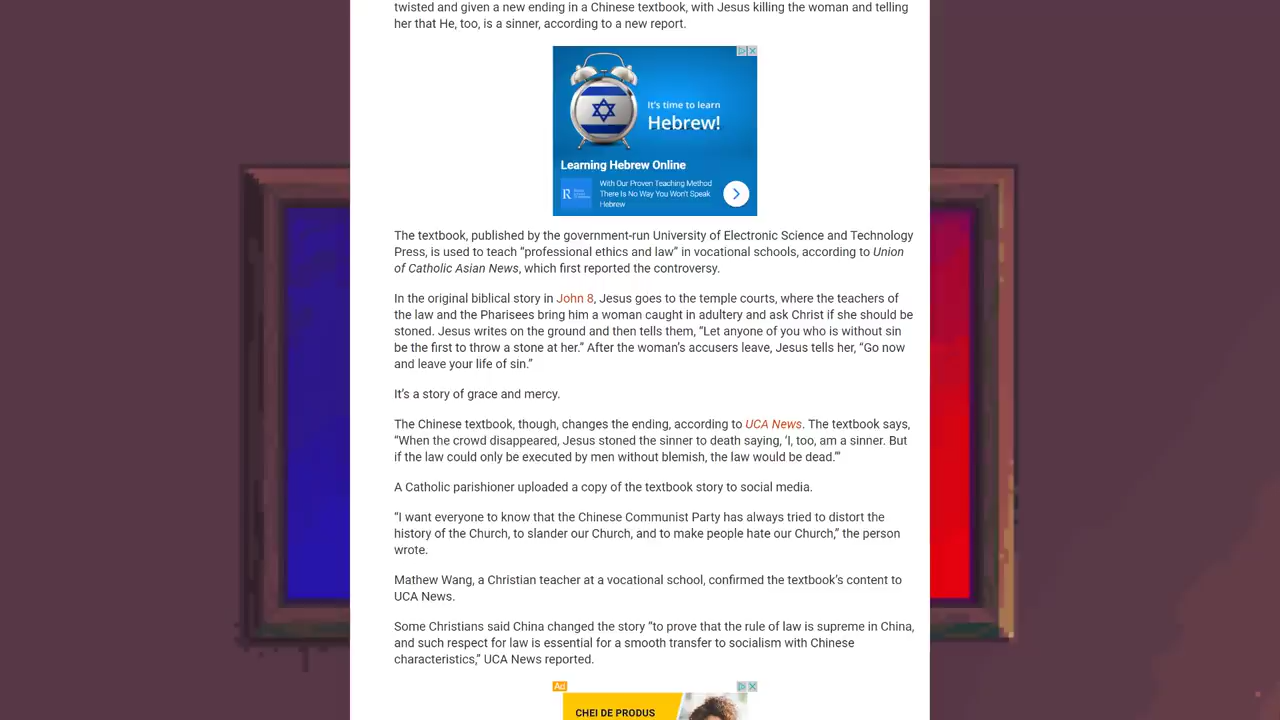 twisted and given a new ending in a Chinese textbook, with Jesus killing the woman and telling
her that He, too, is a sinner, according to a new report.
It's time to learn
Hebrew!
Learning Hebrew Online
With Our Proven Teaching Method
There Is No Way You Won't Speak
Hebrew
The textbook, published by the government-run University of Electronic Science and Technology
Press, is used to teach “professional ethics and law” in vocational schools, according to Union
of Catholic Asian News, which first reported the controversy.
In the original biblical story in John 8, Jesus goes to the temple courts, where the teachers of
the law and the Pharisees bring him a woman caught in adultery and ask Christ if she should be
stoned. Jesus writes on the ground and then tells them, “Let anyone of you who is without sin
be the first to throw a stone at her.” After the woman’s accusers leave, Jesus tells her, “Go now
and leave your life of sin.”
It’s a story of grace and mercy.
The Chinese textbook, though, changes the ending, according to UCA News. The textbook says,
“When the crowd disappeared, Jesus stoned the sinner to death saying, ‘I, too, am a sinner. But
if the law could only be executed by men without blemish, the law would be dead.’”
A Catholic parishioner uploaded a copy of the textbook story to social media.
“I want everyone to know that the Chinese Communist Party has always tried to distort the
history of the Church, to slander our Church, and to make people hate our Church,” the person
wrote.
Mathew Wang, a Christian teacher at a vocational school, confirmed the textbook’s content to
UCA News.
Some Christians said China changed the story “to prove that the rule of law is supreme in China,
and such respect for law is essential for a smooth transfer to socialism with Chinese
characteristics,” UCA News reported.
Ad
CHEI DE PRODUS